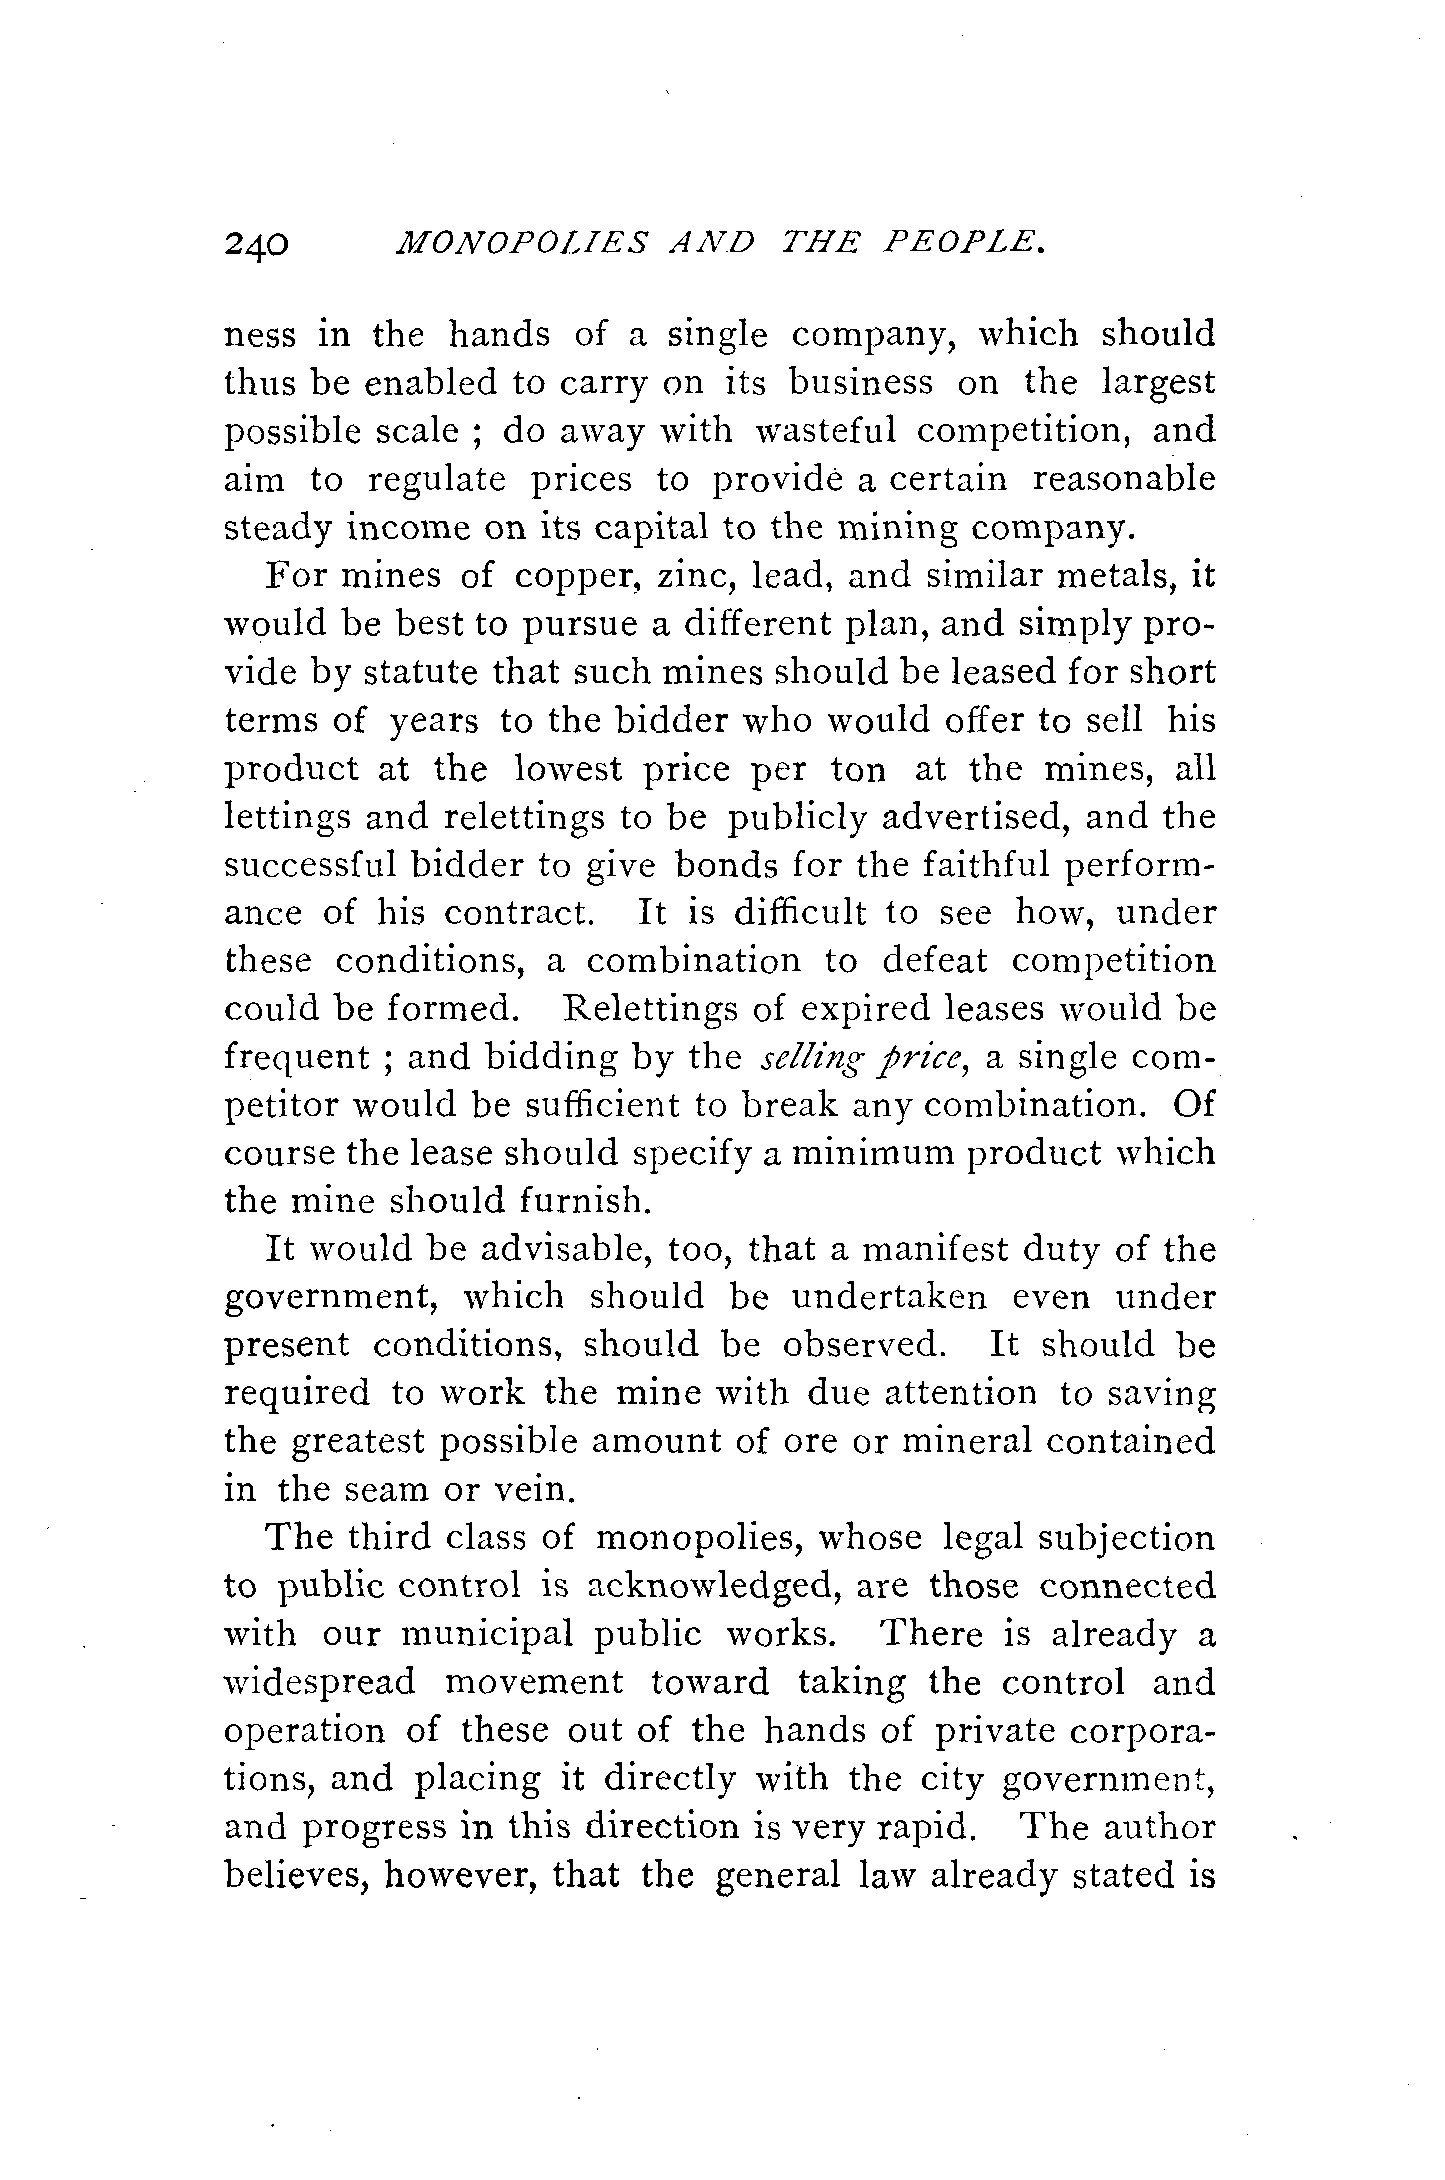 240 MONOPOLIES AND THE PEOPLE.
ness in the hands of a single company, which should
thus be enabled to carry on its business on the largest
possible scale ; do away with wasteful competition, and
aim to regulate prices to provide a certain reasonable
steady income on its capital to the mining company.
For mines of copper, zinc, lead, and similar metals, it
would be best to pursue a different plan, and simply pro-
vide by statute that such mines should be leased for short
terms of years to the bidder who would offer to sell his
product at the lowest price per ton at the mines, all
lettings and relettings to be publicly advertised, and the
successful bidder to give bonds for the faithful perform-
ance of his contract. It is difficult to see how, under
these conditions, a combination to defeat competition
could be formed. Relettings of expired leases would be
frequent ; and bidding by the selling price, a single com-
petitor would be sufficient to break any combination. Of
course the lease should specify a minimum product which
the mine should furnish.
It would be advisable, too, that a manifest duty of the
government, which should be undertaken even under
present conditions, should be observed. It should be
required to work the mine with due attention to saving
the greatest possible amount of ore or mineral contained
in the seam or vein.
The third class of monopolies, whose legal subjection
to public control is acknowledged, are those connected
with our municipal public works. There is already a
widespread movement toward taking the control and
operation of these out of the hands of private corpora-
tions, and placing it directly with the city government,
and progress in this direction is very rapid. The author
believes, however, that the general law already stated is